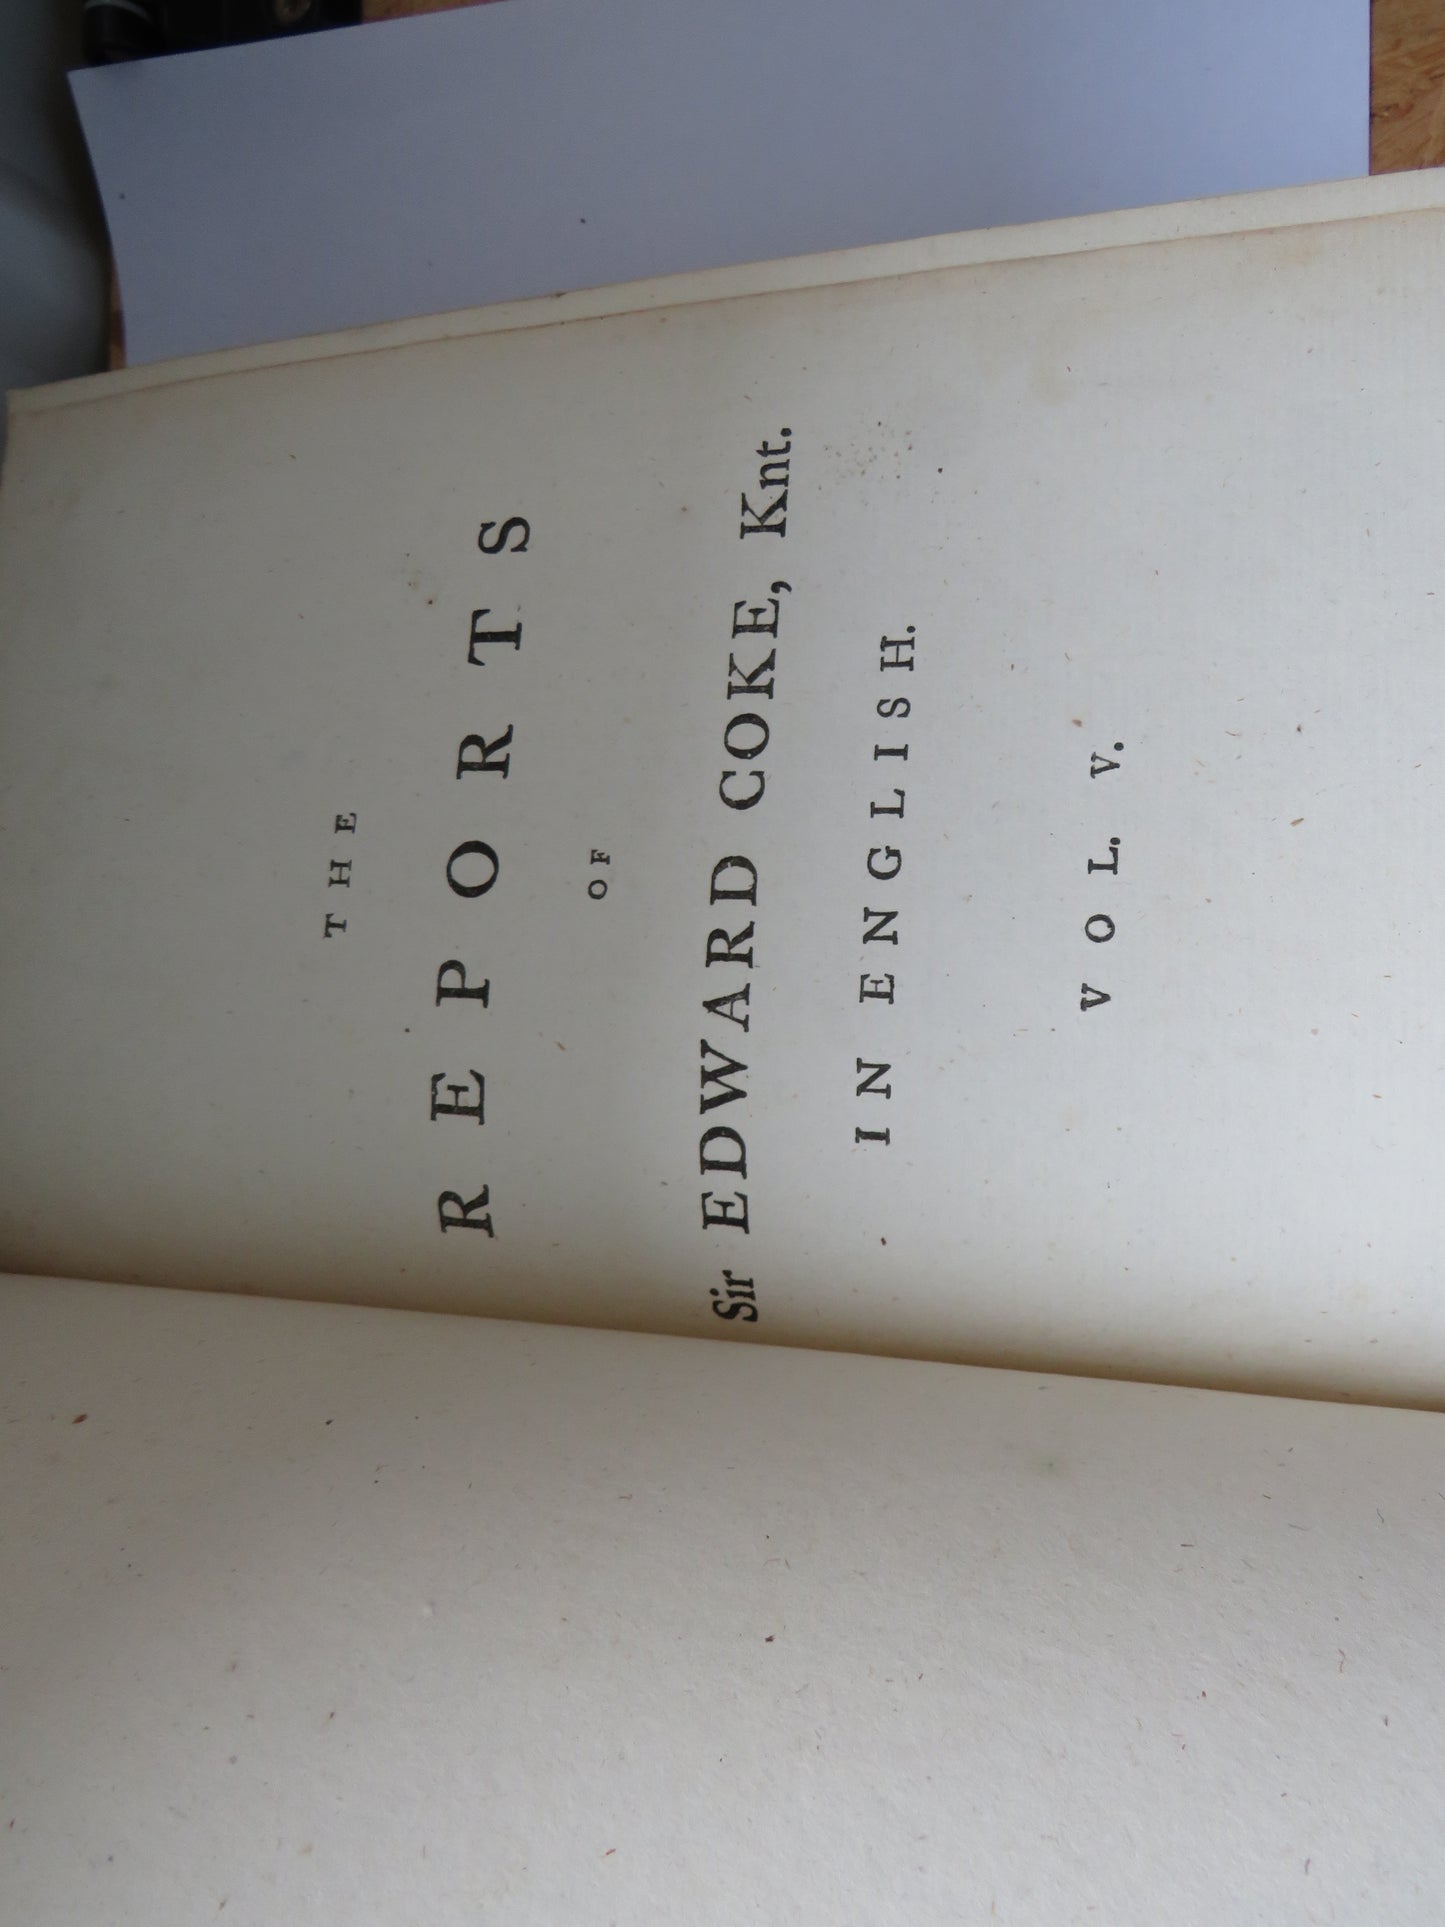 THE
REPORTS
OF
Sir EDWARD COKE, Knt.
IN ENGLISH.
VOL. V.